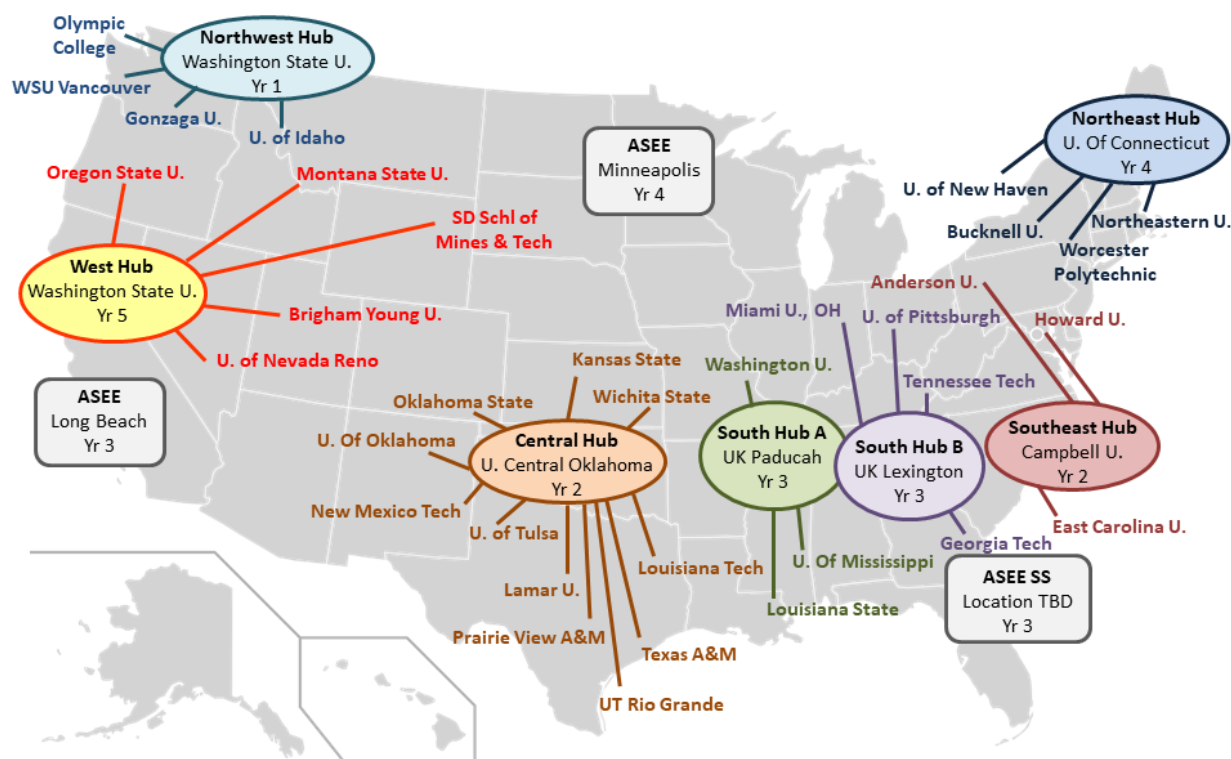 Olympic
College
Northwest Hub
Washington State U.
Yr 1
WSU Vancouver
Gonzaga U.
U. of Idaho
Northeast Hub
U. Of Connecticut
Yr 4
U. of New Haven
Bucknell U.
Northeastern U.
Worcester
Polytechnic
ASEE
Minneapolis
Yr 4
Oregon State U.
Montana State U.
SD Schl of
Mines & Tech
West Hub
Washington State U.
Yr 5
Brigham Young U.
U. of Nevada Reno
ASEE
Long Beach
Yr 3
Kansas State
Oklahoma State
Wichita State
U. Of Oklahoma
Central Hub
U. Central Oklahoma
Yr 2
New Mexico Tech
U. of Tulsa
Lamar U.
Louisiana Tech
Prairie View A&M
Texas A&M
UT Rio Grande
Washington U.
South Hub A
UK Paducah
Yr 3
U. Of Mississippi
Louisiana State
Miami U., OH
U. of Pittsburgh
Tennessee Tech
South Hub B
UK Lexington
Yr 3
Georgia Tech
Anderson U.
Howard U.
Southeast Hub
Campbell U.
Yr 2
East Carolina U.
ASEE SS
Location TBD
Yr 3